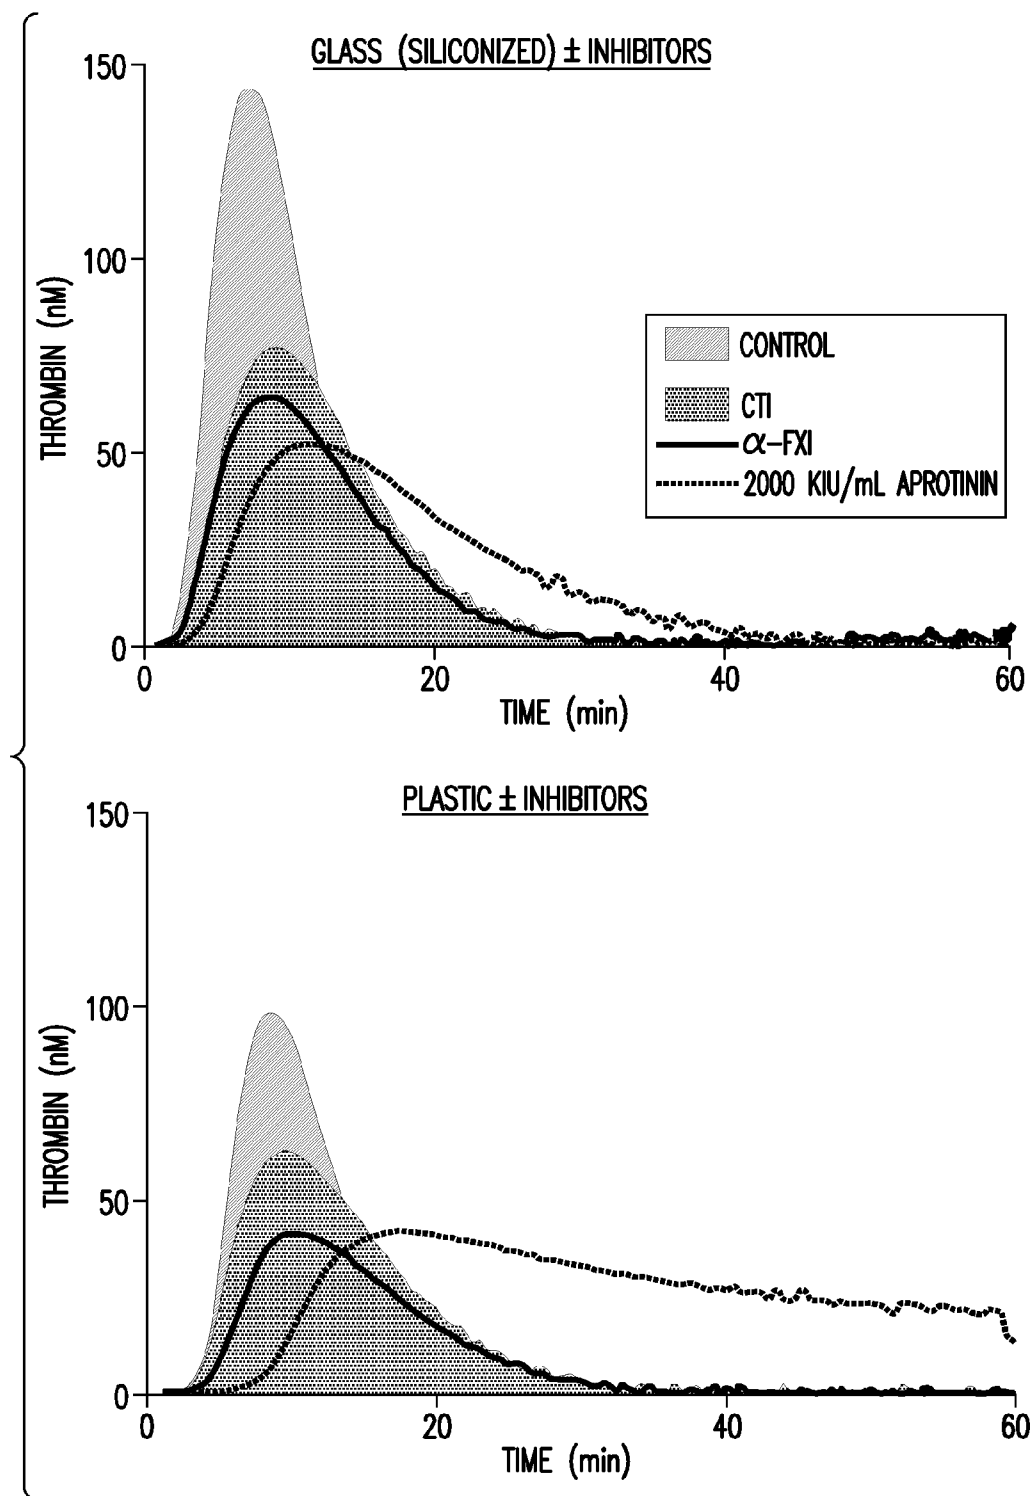 GLASS (SILICONIZED) ± INHIBITORS
150
100
50
0
THROMBIN (nM)
CONTROL
CTI
α-FXI
2000 KIU/mL APROTININ
0 20 40 60
TIME (min)
PLASTIC ± INHIBITORS
150
100
50
0
THROMBIN (nM)
0 20 40 60
TIME (min)